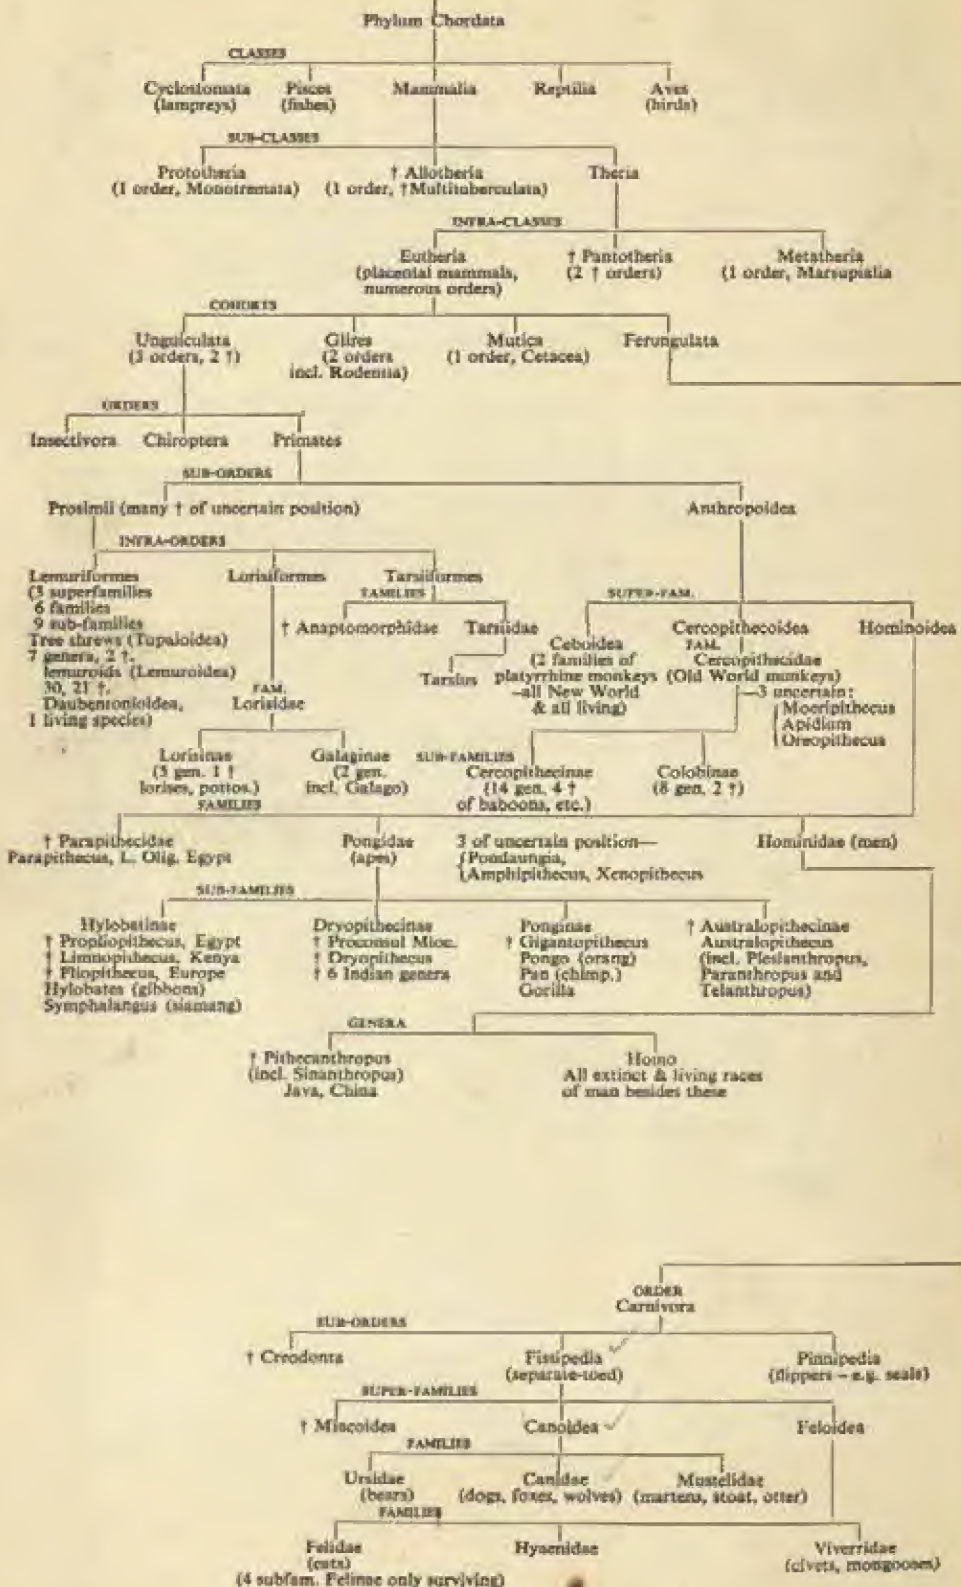 Phylum Chordata
CLASSES
Cyclostomata Pisces Mammalia Reptilia Aves
(lampreys) (fishes) (birds)
SUB-CLASSES
Prototheria † Allotheria Theria
(1 order, Monotremata) (1 order, †Multituberculata)
INFRA-CLASSES
Eutheria † Pantotheria Metatheria
(placental mammals, (2 † orders) (1 order, Marsupialia
numerous orders)
COHORTS
Unguiculata Glires Mutica Ferungulata
(3 orders, 2 †) (2 orders (1 order, Cetacea)
incl. Rodentia)
ORDERS
Insectivora Chiroptera Primates
SUB-ORDERS
Prosimii (many † of uncertain position) Anthropoidea
INFRA-ORDERS
Lemuriformes Lorisiformes Tarsiiformes
(3 superfamilies FAMILIES SUPER-FAM.
6 families
9 sub-families † Anaptomorphidae Tarsiidae Cercopithecoidea Hominoidea
Tree shrews (Tupaioidea) Ceboidea FAM.
7 genera, 2 †. (2 families of Cercopithecidae
lemuroids (Lemuroidea) Tarsius platyrrhine monkeys (Old World monkeys)
30, 21 †. FAM. —all New World —3 uncertain:
Daubentonioidea, Lorisidae & all living) Moeripithecus
1 living species) Apidium
Oreopithecus
Lorisinae Galaginae SUB-FAMILIES
(5 gen. 1 † (2 gen. Cercopithecinae Colobinae
lorises, pottos.) incl. Galago) (14 gen. 4 † (8 gen. 2 †)
of baboons, etc.)
FAMILIES
† Parapithecidae Pongidae 3 of uncertain position— Hominidae (men)
Parapithecus, L. Olig. Egypt (apes) Pondaungia,
Amphipithecus, Xenopithecus
SUB-FAMILIES
Hylobatinae Dryopithecinae Ponginae † Australopithecinae
† Propliopithecus, Egypt † Proconsul Mioc. † Gigantopithecus Australopithecus
† Limnopithecus, Kenya † Dryopithecus Pongo (orang) (incl. Plesianthropus,
† Pliopithecus, Europe † 6 Indian genera Pan (chimp.) Paranthropus and
Hylobates (gibbons) Gorilla Telanthropus)
Symphalangus (siamang)
GENERA
† Pithecanthropus Homo
(incl. Sinanthropus) All extinct & living races
Java, China of man besides these
ORDER
Carnivora
SUB-ORDERS
† Creodonta Fissipedia Pinnipedia
(separate-toed) (flippers – e.g. seals)
SUPER-FAMILIES
† Miacoidea Canoidea Feloidea
FAMILIES
Ursidae Canidae Mustelidae
(bears) (dogs, foxes, wolves) (martens, stoat, otter)
FAMILIES
Felidae Hyaenidae Viverridae
(cats) (civets, mongooses)
(4 subfam. Felinae only surviving)